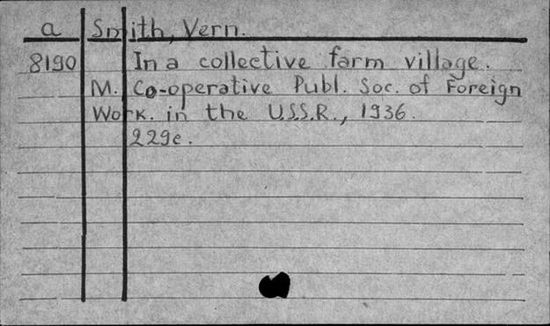 a Smith, Vern.
8190 In a collective farm village.
M. Co-operative Publ. Soc. of Foreign
Work. in the U.S.S.R., 1936.
229c.